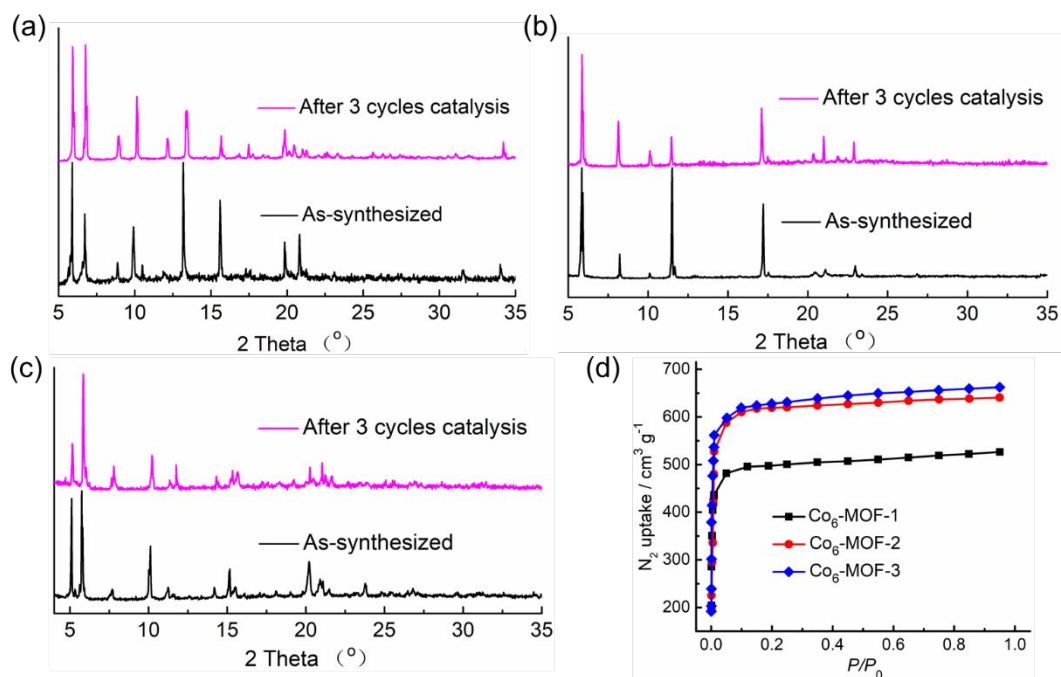 (a)
After 3 cycles catalysis
As-synthesized
5 10 15 20 25 30 35
2 Theta (°)
(b)
After 3 cycles catalysis
As-synthesized
5 10 15 20 25 30 35
2 Theta (°)
(c)
After 3 cycles catalysis
As-synthesized
5 10 15 20 25 30 35
2 Theta (°)
(d)
700
600
500
400
300
200
N₂ uptake / cm³ g⁻¹
Co₆-MOF-1
Co₆-MOF-2
Co₆-MOF-3
0.0 0.2 0.4 0.6 0.8 1.0
P/P₀